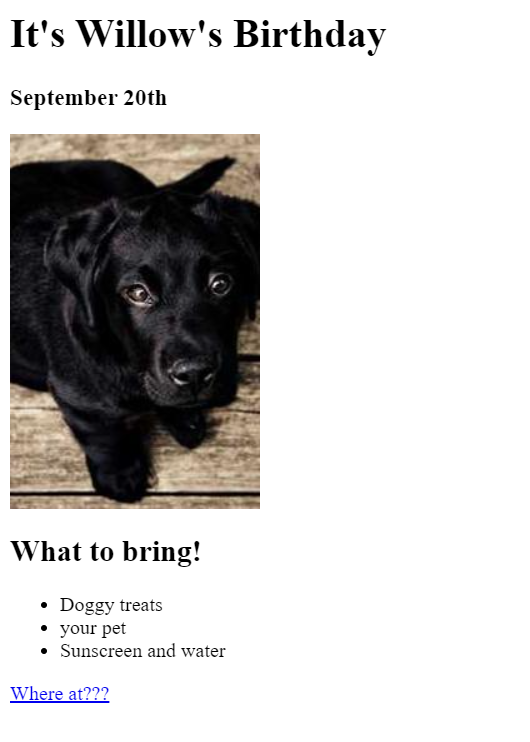 It's Willow's Birthday
September 20th
What to bring!
Doggy treats
your pet
Sunscreen and water
Where at???